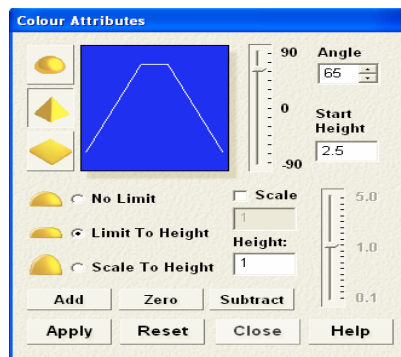 Colour Attributes
90
0
-90
Angle
65
Start
Height
2.5
No Limit
Limit To Height
Scale To Height
Scale
1
Height:
1
5.0
1.0
0.1
Add Zero Subtract
Apply Reset Close Help